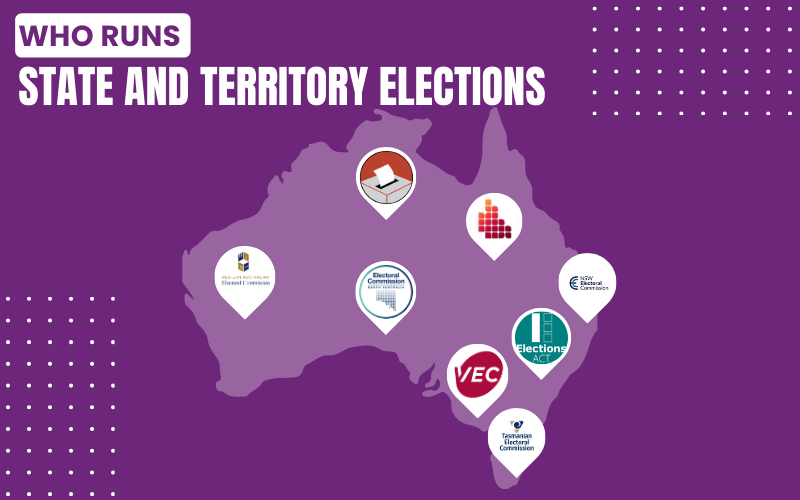 WHO RUNS
STATE AND TERRITORY ELECTIONS
WESTERN AUSTRALIAN
Electoral Commission
Electoral
Commission
SOUTH AUSTRALIA
NSW
Electoral
Commission
Elections
ACT
VEC
Tasmanian
Electoral
Commission